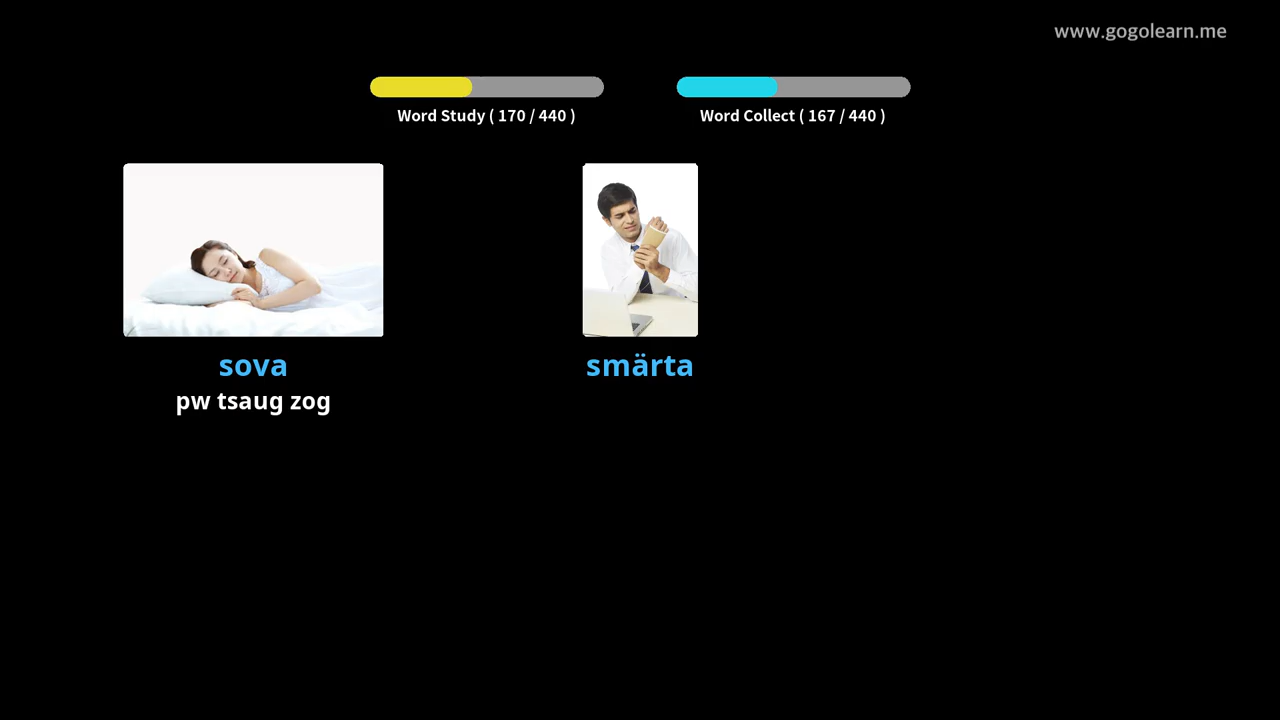 www.gogolearn.me
Word Study ( 170 / 440 )
Word Collect ( 167 / 440 )
sova
pw tsaug zog
smärta